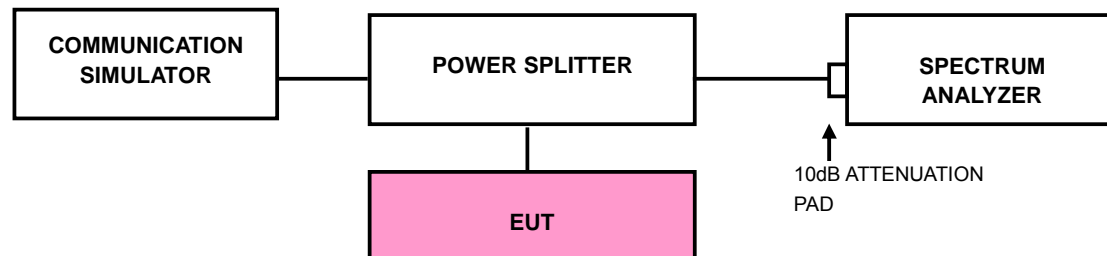 COMMUNICATION
SIMULATOR
POWER SPLITTER
SPECTRUM
ANALYZER
10dB ATTENUATION
PAD
EUT